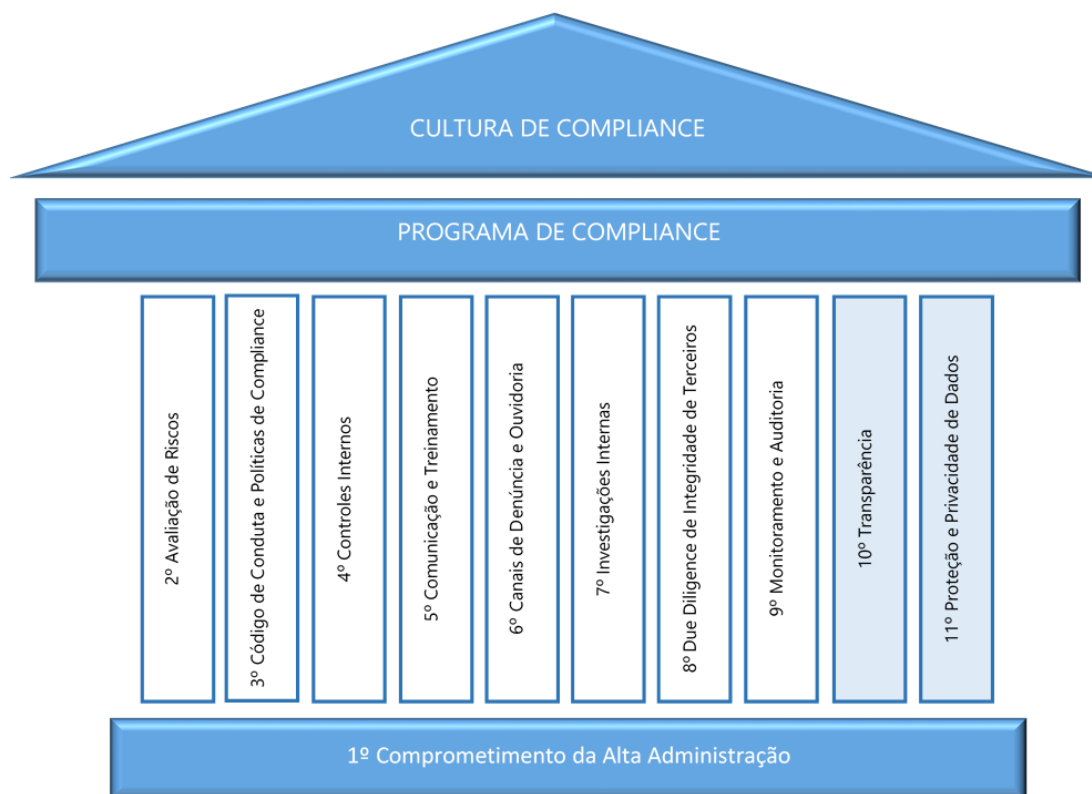 CULTURA DE COMPLIANCE
PROGRAMA DE COMPLIANCE
2º Avaliação de Riscos
3º Código de Conduta e Políticas de Compliance
4º Controles Internos
5º Comunicação e Treinamento
6º Canais de Denúncia e Ouvidoria
7º Investigações Internas
8º Due Diligence de Integridade de Terceiros
9º Monitoramento e Auditoria
10º Transparência
11º Proteção e Privacidade de Dados
1º Comprometimento da Alta Administração